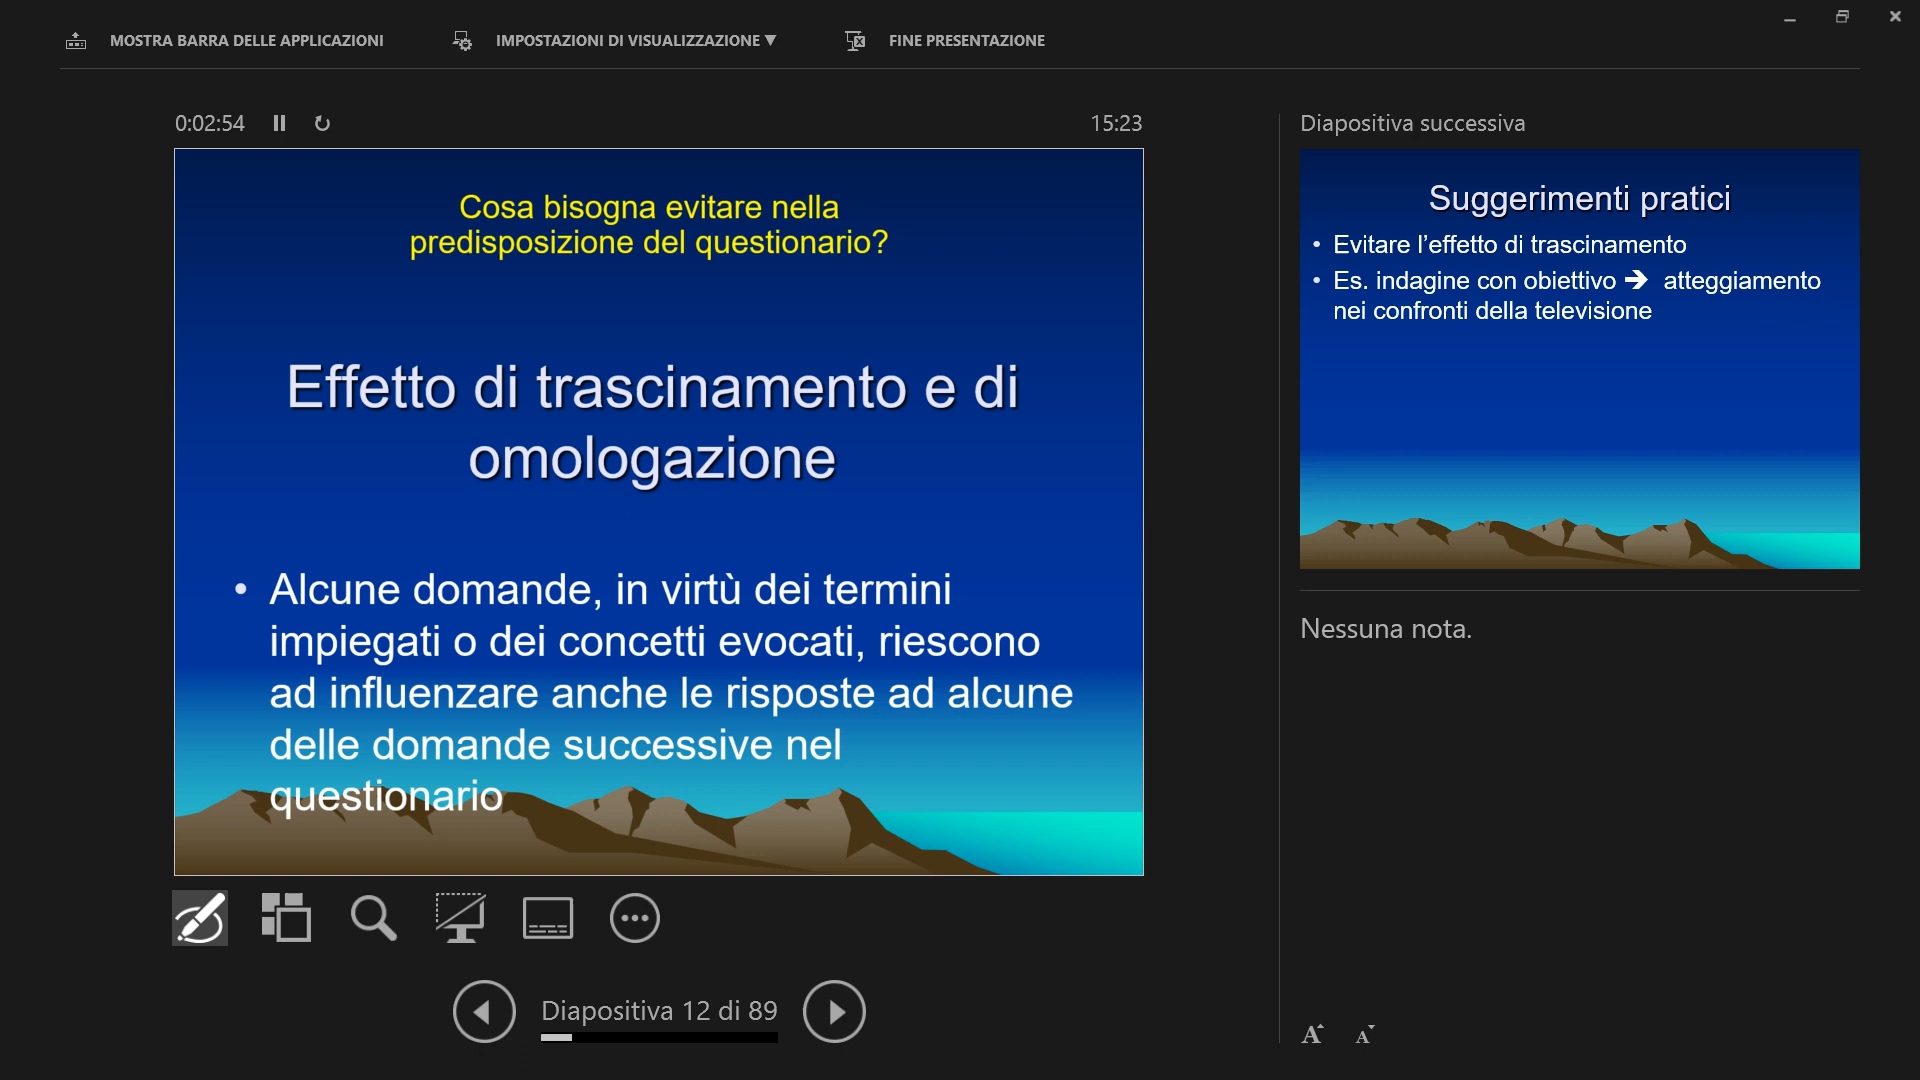 MOSTRA BARRA DELLE APPLICAZIONI
IMPOSTAZIONI DI VISUALIZZAZIONE ▼
FINE PRESENTAZIONE
0:02:54
15:23
Cosa bisogna evitare nella
predisposizione del questionario?
Effetto di trascinamento e di
omologazione
• Alcune domande, in virtù dei termini
impiegati o dei concetti evocati, riescono
ad influenzare anche le risposte ad alcune
delle domande successive nel
questionario
Diapositiva 12 di 89
Diapositiva successiva
Suggerimenti pratici
• Evitare l’effetto di trascinamento
• Es. indagine con obiettivo ➔ atteggiamento
nei confronti della televisione
Nessuna nota.
A A